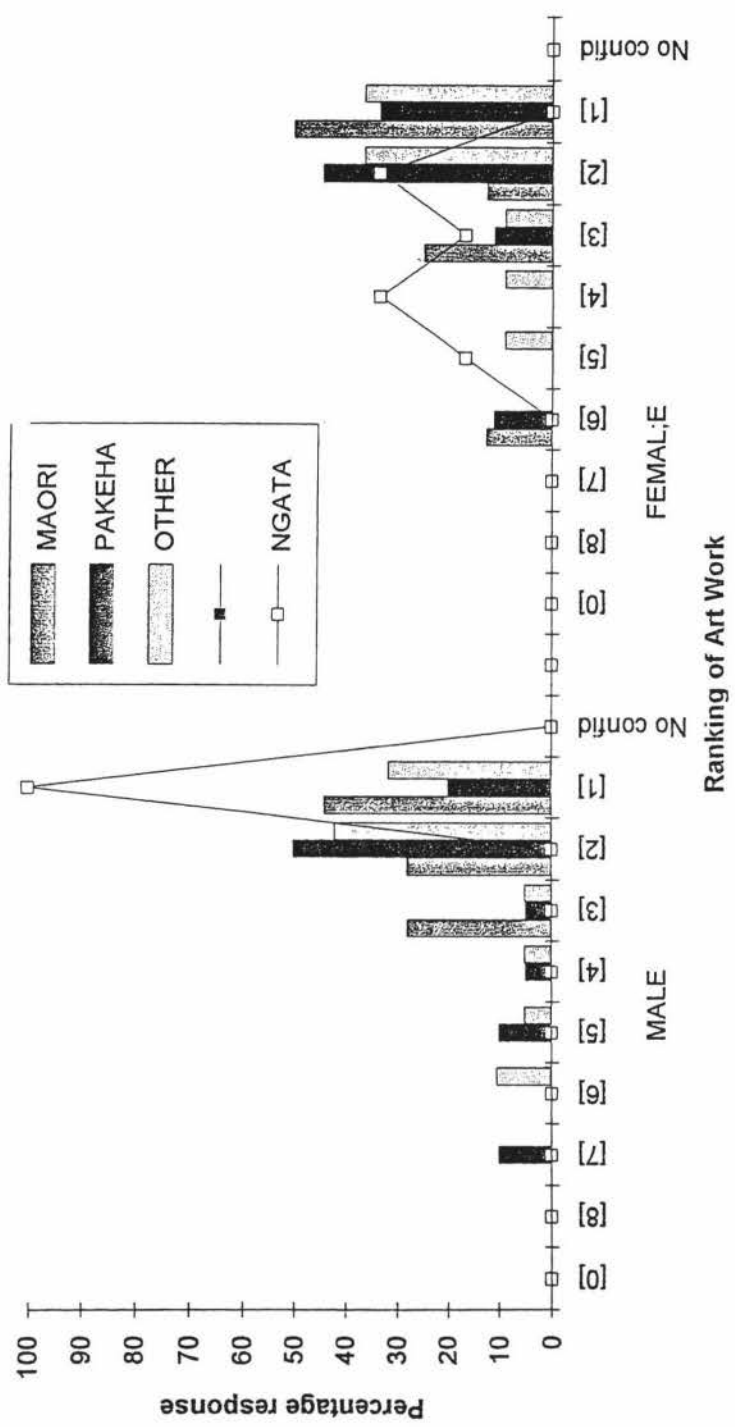 MAORI
PAKEHA
OTHER
NGATA
Percentage response
100
90
80
70
60
50
40
30
20
10
0
[0]
[8]
[7]
[6]
[5]
[4]
[3]
[2]
[1]
No confid
[0]
[8]
[7]
[6]
[5]
[4]
[3]
[2]
[1]
No confid
MALE
FEMAL;E
Ranking of Art Work